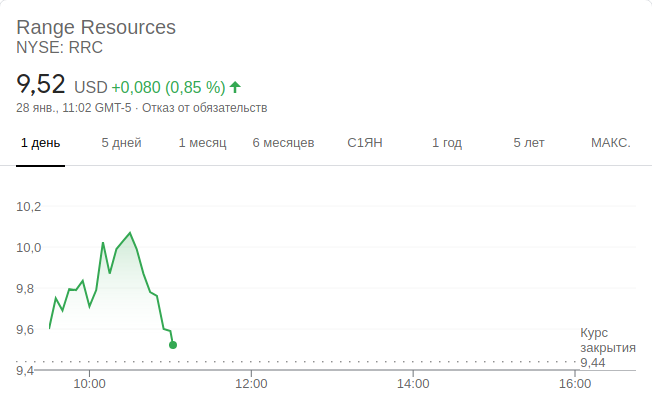 Range Resources
NYSE: RRC
9,52 USD +0,080 (0,85 %)
28 янв., 11:02 GMT-5 · Отказ от обязательств
1 день 5 дней 1 месяц 6 месяцев С1ЯН 1 год 5 лет МАКС.
10,2
10,0
9,8
9,6
Курс
закрытия
9,44
9,4
10:00 12:00 14:00 16:00